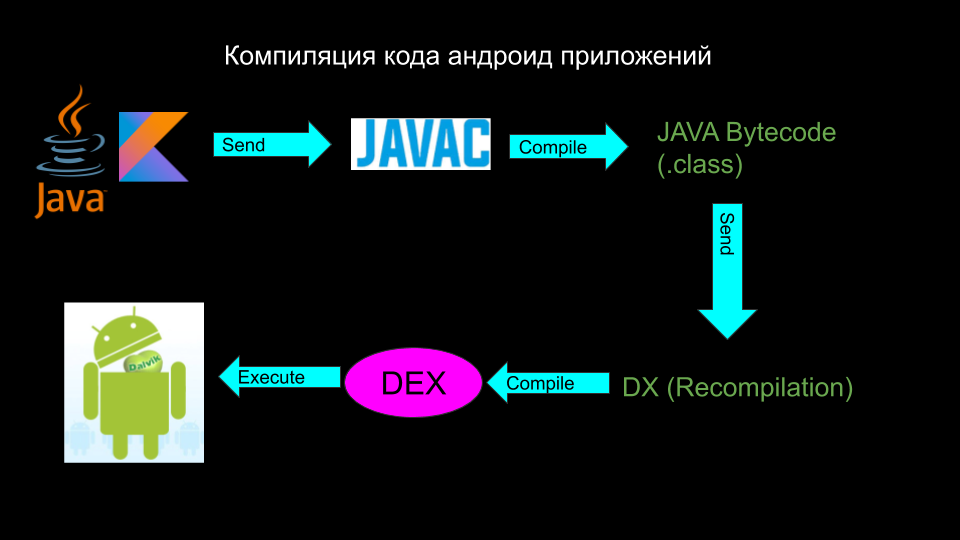 Компиляция кода андроид приложений
Java
Send
JAVAC
Compile
JAVA Bytecode
(.class)
Send
Dalvik
Execute
DEX
Compile
DX (Recompilation)